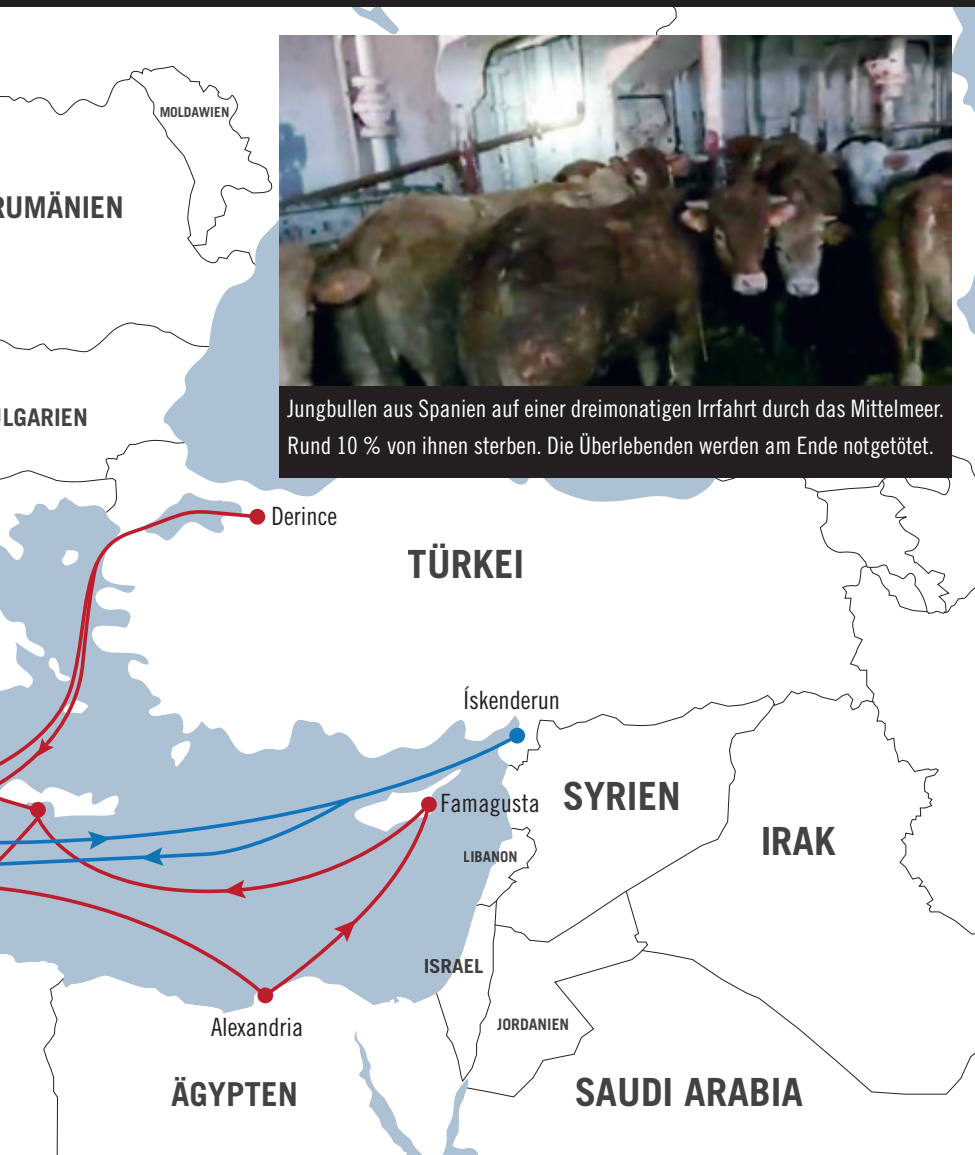 MOLDAWIEN
RUMÄNIEN
Jungbullen aus Spanien auf einer dreimonatigen Irrfahrt durch das Mittelmeer.
Rund 10 % von ihnen sterben. Die Überlebenden werden am Ende notgetötet.
ULGARIEN
Derince
TÜRKEI
Ískenderun
SYRIEN
Famagusta
IRAK
LIBANON
ISRAEL
JORDANIEN
Alexandria
ÄGYPTEN
SAUDI ARABIA